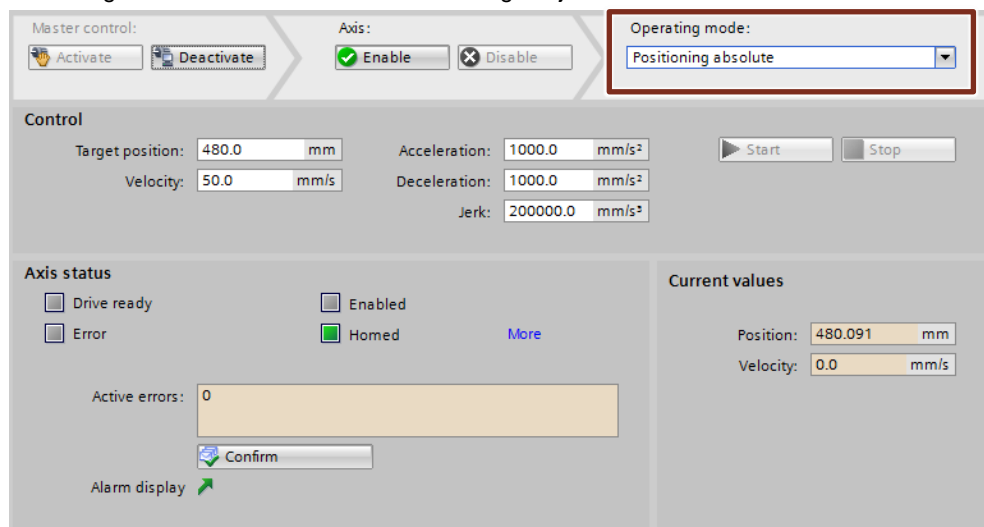 Master control:
Activate
Deactivate
Axis:
Enable
Disable
Operating mode:
Positioning absolute
Control
Target position: 480.0 mm
Velocity: 50.0 mm/s
Acceleration: 1000.0 mm/s²
Deceleration: 1000.0 mm/s²
Jerk: 200000.0 mm/s³
Start
Stop
Axis status
Drive ready
Enabled
Error
Homed
More
Active errors: 0
Confirm
Alarm display
Current values
Position: 480.091 mm
Velocity: 0.0 mm/s